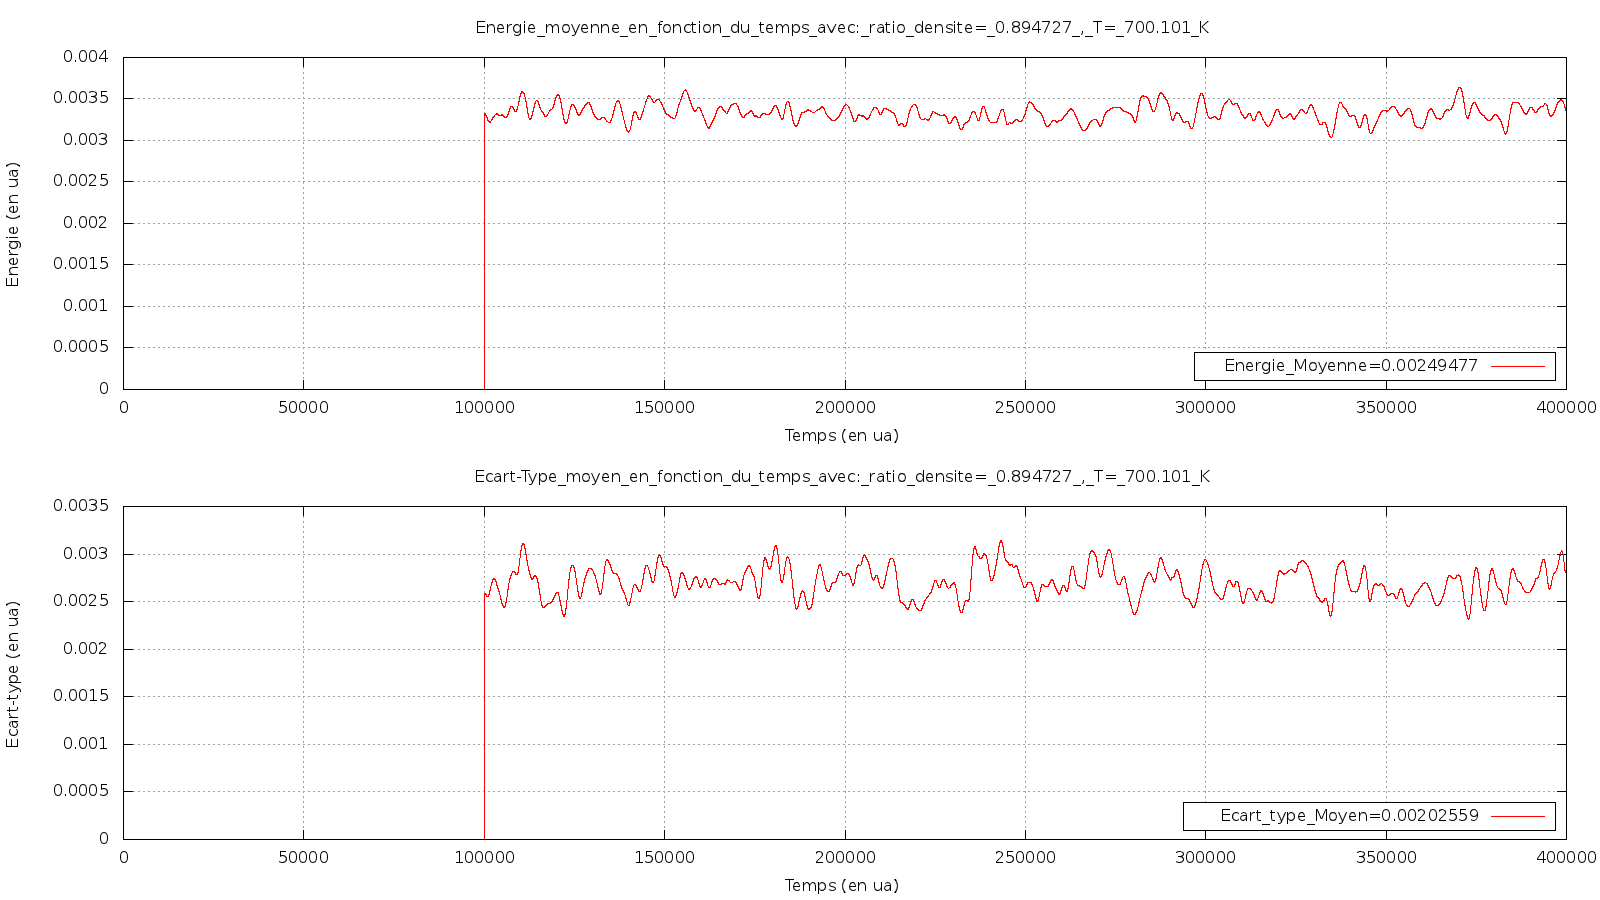 Energie_moyenne_en_fonction_du_temps_avec:_ratio_densite=_0.894727_,_T=_700.101_K
0.004
0.0035
0.003
0.0025
0.002
0.0015
0.001
0.0005
0
Energie (en ua)
Energie_Moyenne=0.00249477
0 50000 100000 150000 200000 250000 300000 350000 400000
Temps (en ua)
Ecart-Type_moyen_en_fonction_du_temps_avec:_ratio_densite=_0.894727_,_T=_700.101_K
0.0035
0.003
0.0025
0.002
0.0015
0.001
0.0005
0
Ecart-type (en ua)
Ecart_type_Moyen=0.00202559
0 50000 100000 150000 200000 250000 300000 350000 400000
Temps (en ua)